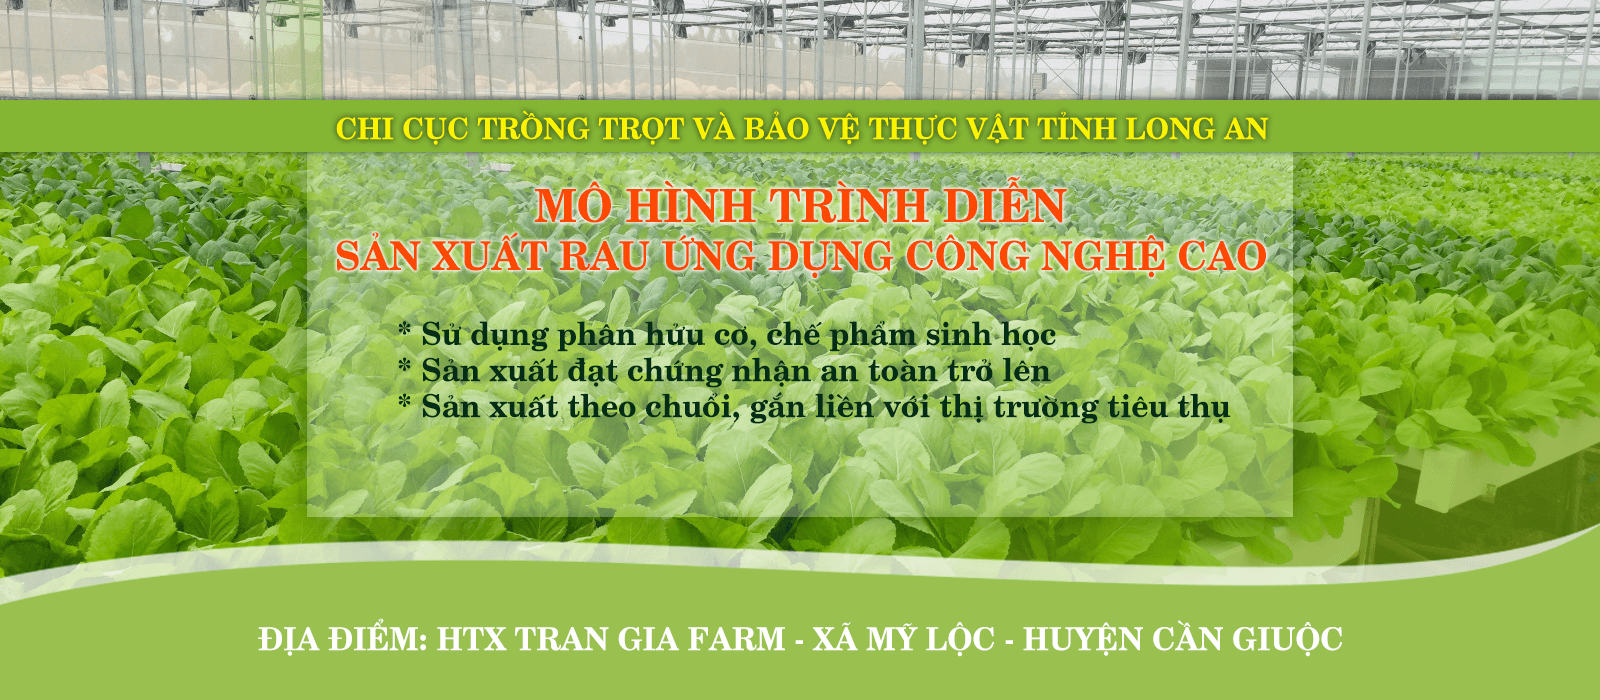 CHI CỤC TRỒNG TRỌT VÀ BẢO VỆ THỰC VẬT TỈNH LONG AN
MÔ HÌNH TRÌNH DIỄN
SẢN XUẤT RAU ỨNG DỤNG CÔNG NGHỆ CAO
* Sử dụng phân hửu cơ, chế phẩm sinh học
* Sản xuất đạt chứng nhận an toàn trở lên
* Sản xuất theo chuổi, gắn liền với thị trường tiêu thụ
ĐỊA ĐIỂM: HTX TRAN GIA FARM - XÃ MỸ LỘC - HUYỆN CẦN GIUỘC